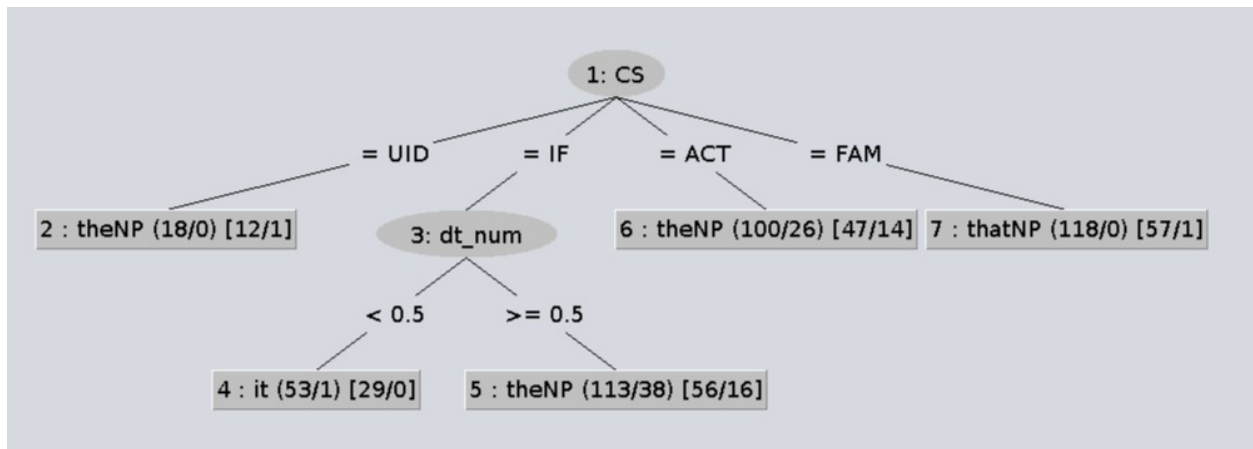 1: CS
= UID
= IF
= ACT
= FAM
2 : theNP (18/0) [12/1]
3: dt_num
6 : theNP (100/26) [47/14]
7 : thatNP (118/0) [57/1]
< 0.5
>= 0.5
4 : it (53/1) [29/0]
5 : theNP (113/38) [56/16]